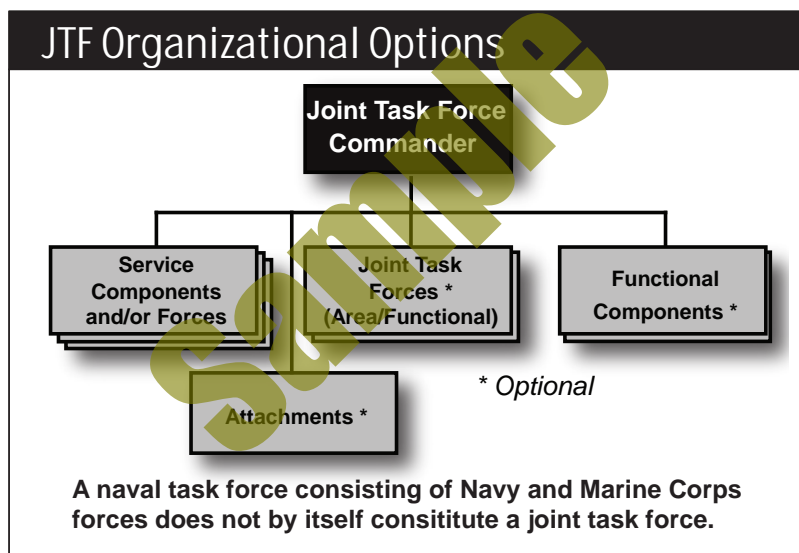 JTF Organizational Options
Joint Task Force
Commander
Service
Components
and/or Forces
Joint Task
Forces *
(Area/Functional)
Functional
Components *
Attachments *
* Optional
A naval task force consisting of Navy and Marine Corps
forces does not by itself consititute a joint task force.
Sample